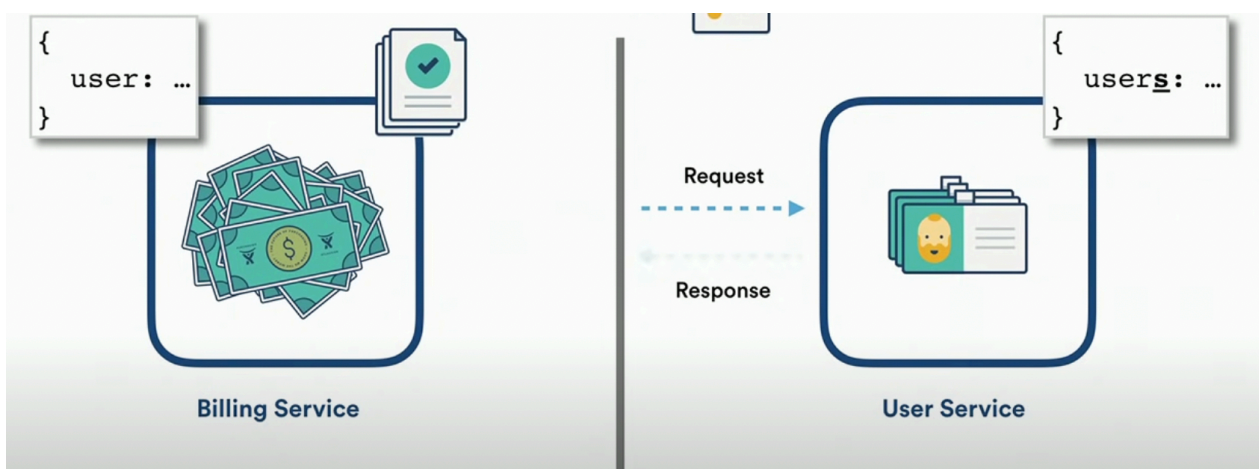 {
user: …
}
$
Billing Service
Request
Response
{
users: …
}
User Service